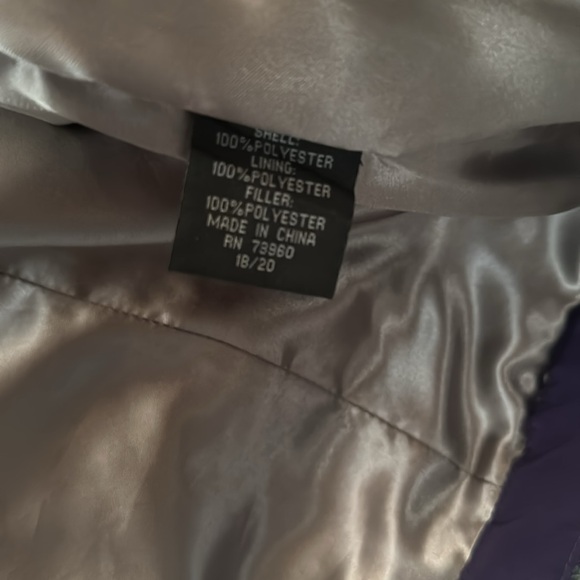 SHELL:
100%POLYESTER
LINING:
100%POLYESTER
FILLER:
100%POLYESTER
MADE IN CHINA
RN 73960
18/20